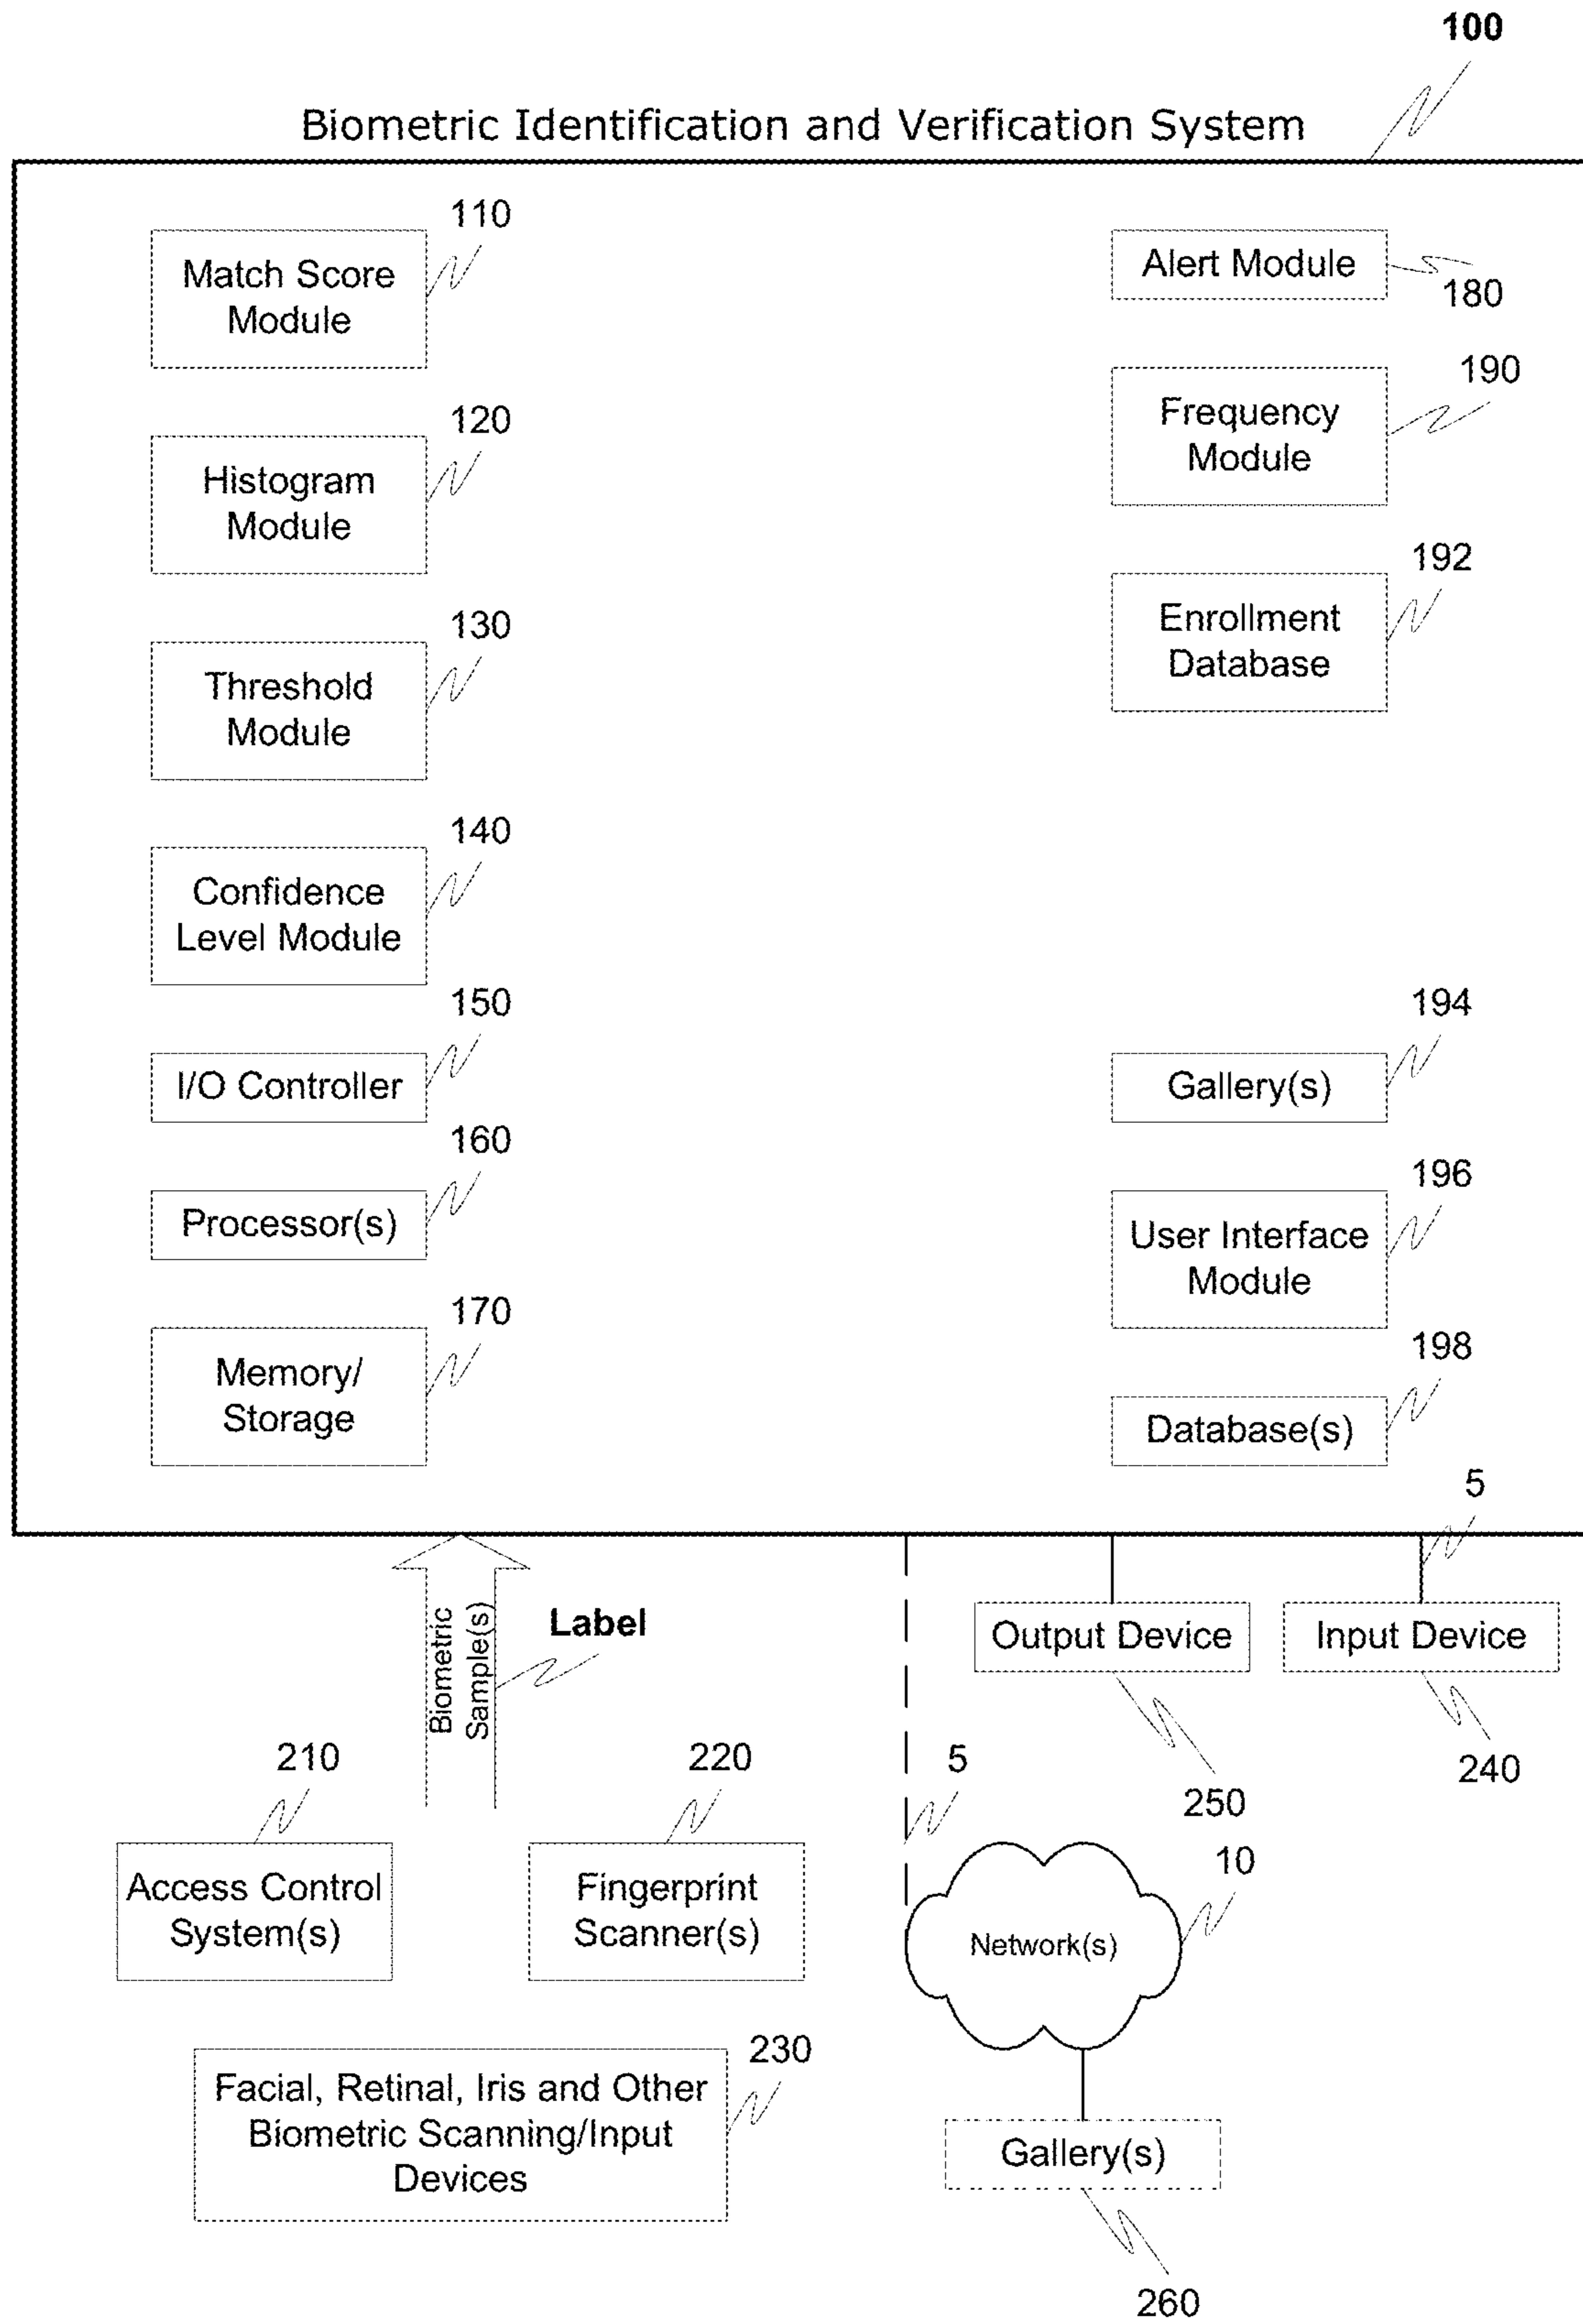 100
Biometric Identification and Verification System
110
Match Score
Module
120
Histogram
Module
130
Threshold
Module
140
Confidence
Level Module
150
I/O Controller
160
Processor(s)
170
Memory/
Storage
Alert Module
180
190
Frequency
Module
192
Enrollment
Database
194
Gallery(s)
196
User Interface
Module
198
Database(s)
5
Biometric
Sample(s)
Label
Output Device
Input Device
250
240
210
Access Control
System(s)
220
Fingerprint
Scanner(s)
230
Facial, Retinal, Iris and Other
Biometric Scanning/Input
Devices
5
10
Network(s)
Gallery(s)
260